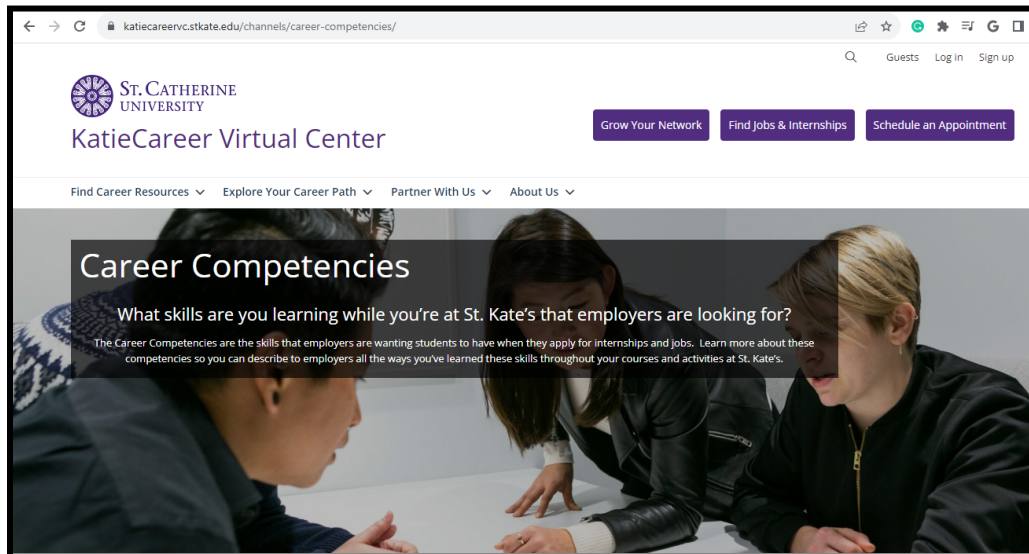 katiecareervc.stkate.edu/channels/career-competencies/
Guests Log in Sign up
ST. CATHERINE
UNIVERSITY
KatieCareer Virtual Center
Grow Your Network Find Jobs & Internships Schedule an Appointment
Find Career Resources Explore Your Career Path Partner With Us About Us
Career Competencies
What skills are you learning while you’re at St. Kate’s that employers are looking for?
The Career Competencies are the skills that employers are wanting students to have when they apply for internships and jobs. Learn more about these
competencies so you can describe to employers all the ways you’ve learned these skills throughout your courses and activities at St. Kate’s.